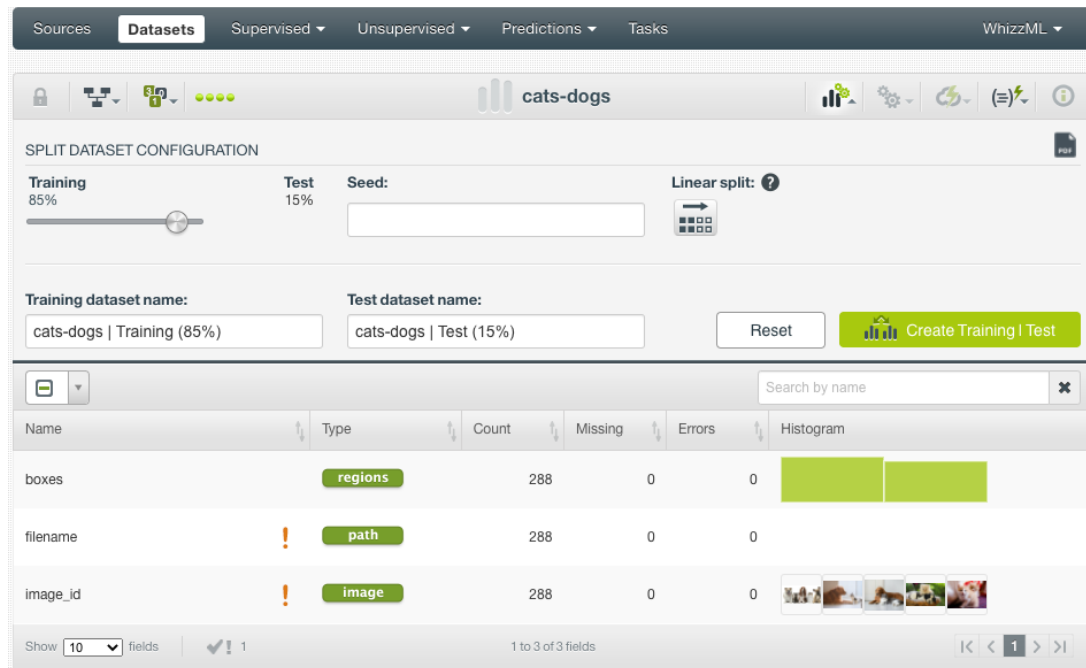 Sources Datasets Supervised Unsupervised Predictions Tasks WhizzML
cats-dogs
SPLIT DATASET CONFIGURATION
PDF
Training Test Seed: Linear split: ?
85% 15%
Training dataset name: Test dataset name:
cats-dogs | Training (85%) cats-dogs | Test (15%) Reset Create Training | Test
Search by name
Name Type Count Missing Errors Histogram
boxes regions 288 0 0
filename ! path 288 0 0
image_id ! image 288 0 0
Show 10 fields ! 1 1 to 3 of 3 fields 1